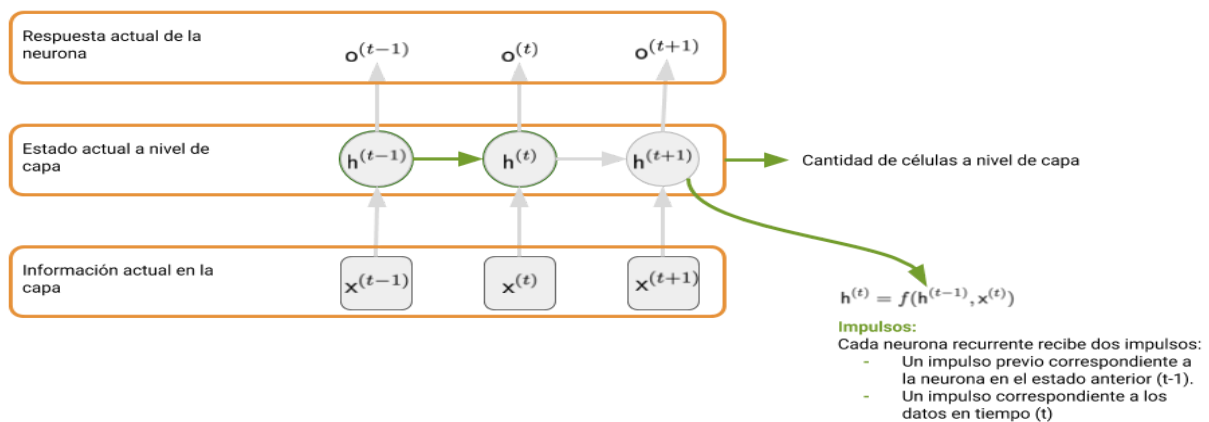 Respuesta actual de la
neurona
o^(t−1)
o^(t)
o^(t+1)
Estado actual a nivel de
capa
h^(t−1)
h^(t)
h^(t+1)
Cantidad de células a nivel de capa
Información actual en la
capa
x^(t−1)
x^(t)
x^(t+1)
h^(t) = f(h^(t−1), x^(t))
Impulsos:
Cada neurona recurrente recibe dos impulsos:
- Un impulso previo correspondiente a
la neurona en el estado anterior (t-1).
- Un impulso correspondiente a los
datos en tiempo (t)